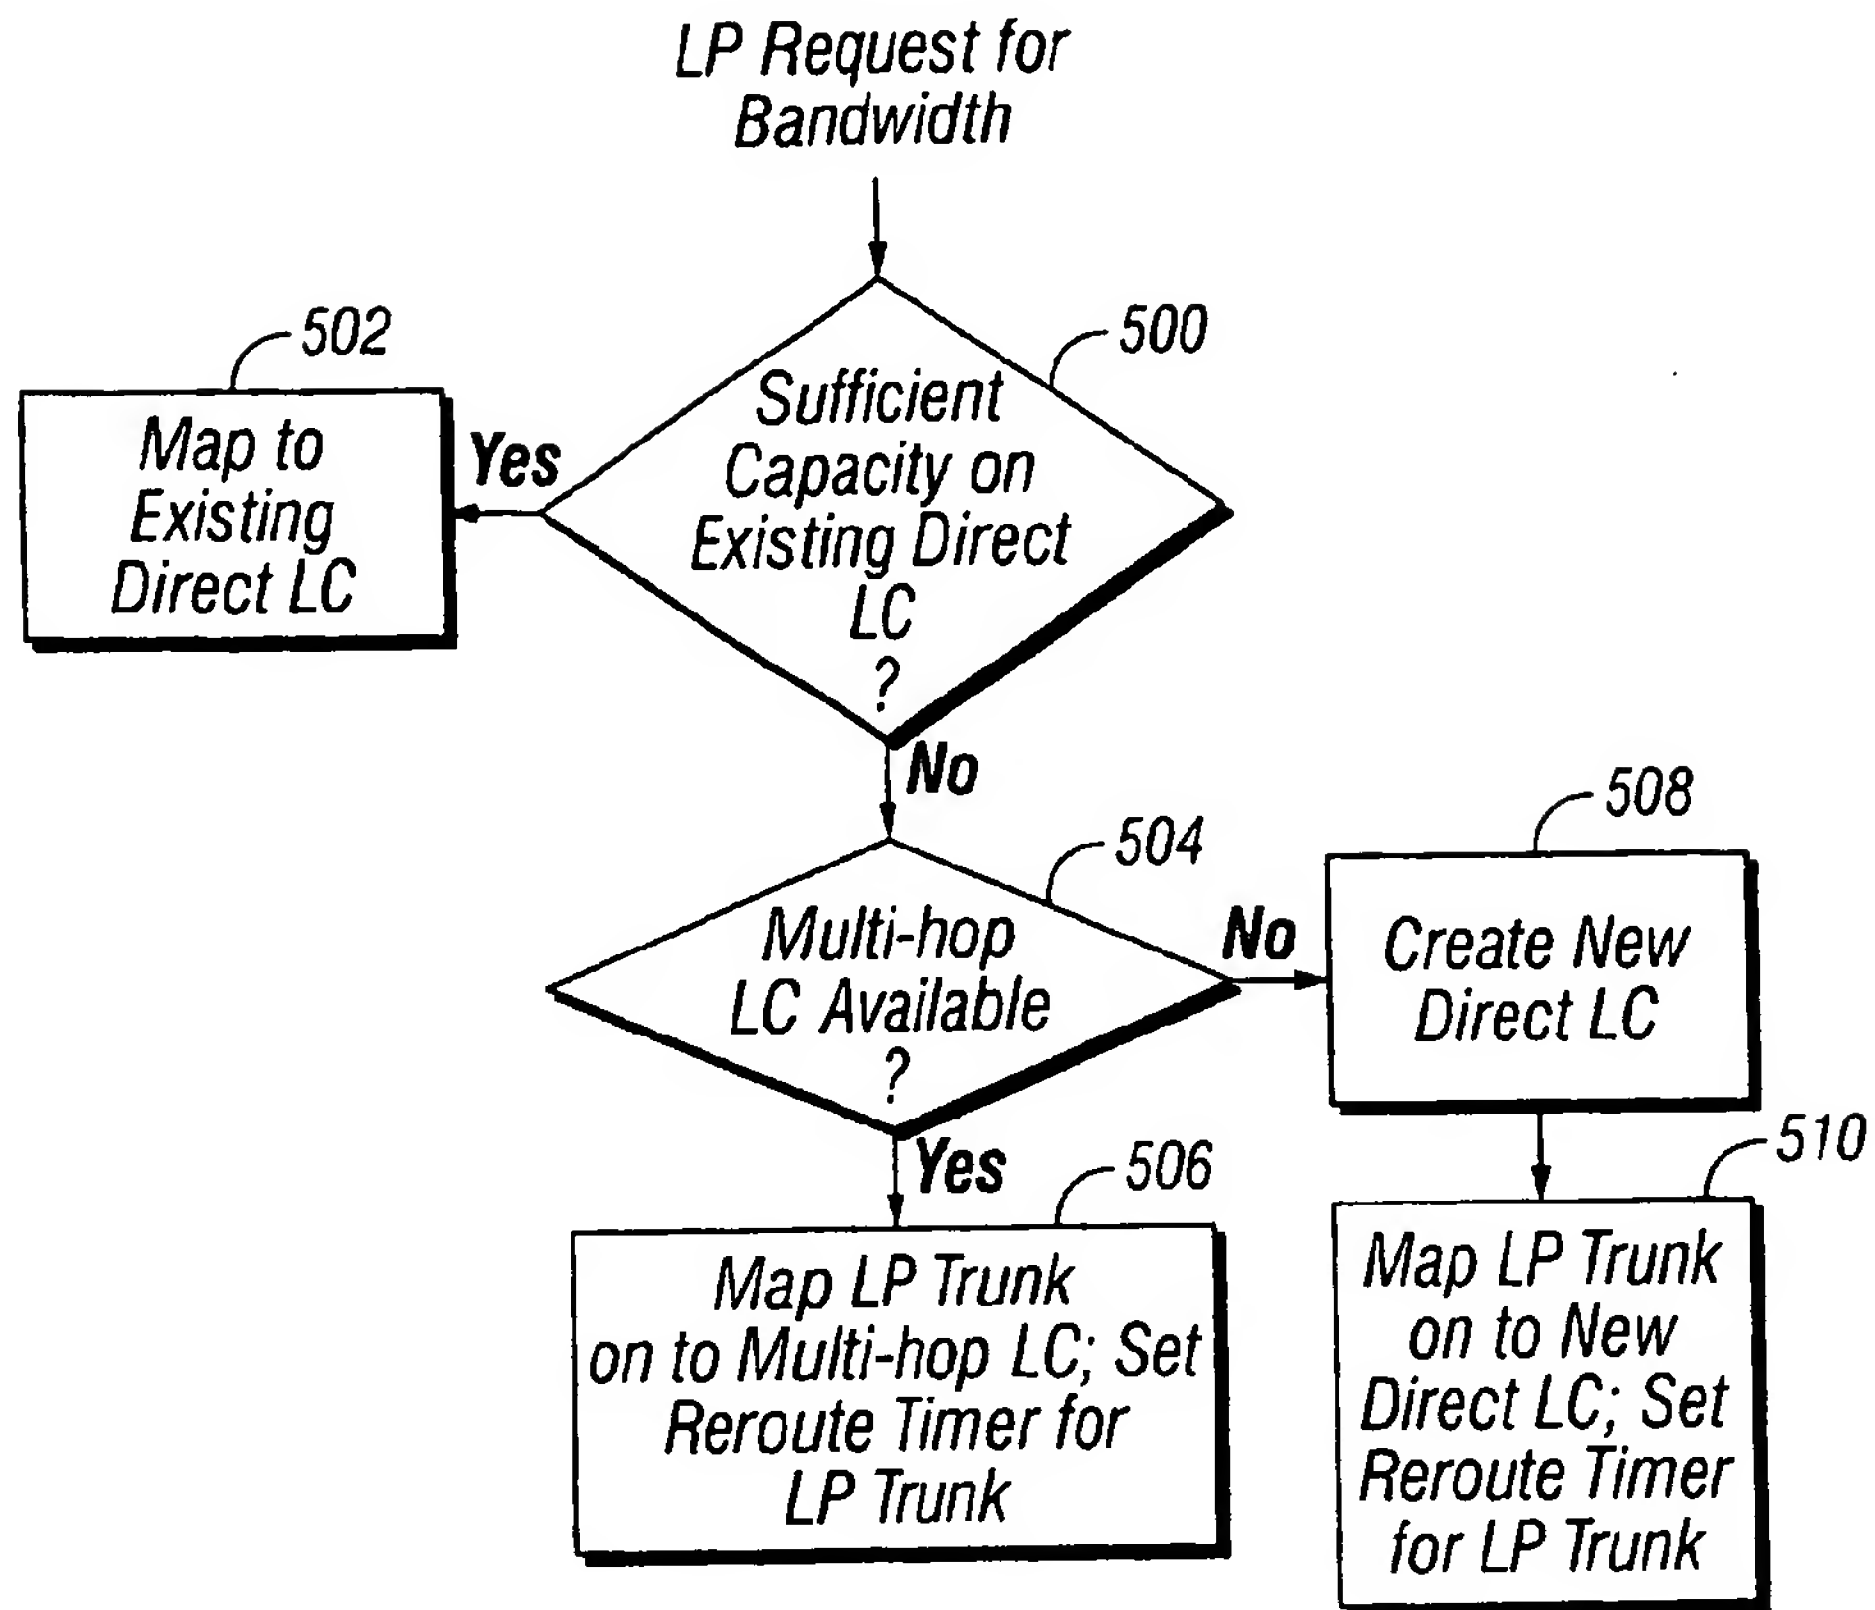 LP Request for
Bandwidth
500
Sufficient
Capacity on
Existing Direct
LC
?
Yes
502
Map to
Existing
Direct LC
No
504
Multi-hop
LC Available
?
No
508
Create New
Direct LC
Yes
506
Map LP Trunk
on to Multi-hop LC; Set
Reroute Timer for
LP Trunk
510
Map LP Trunk
on to New
Direct LC; Set
Reroute Timer
for LP Trunk